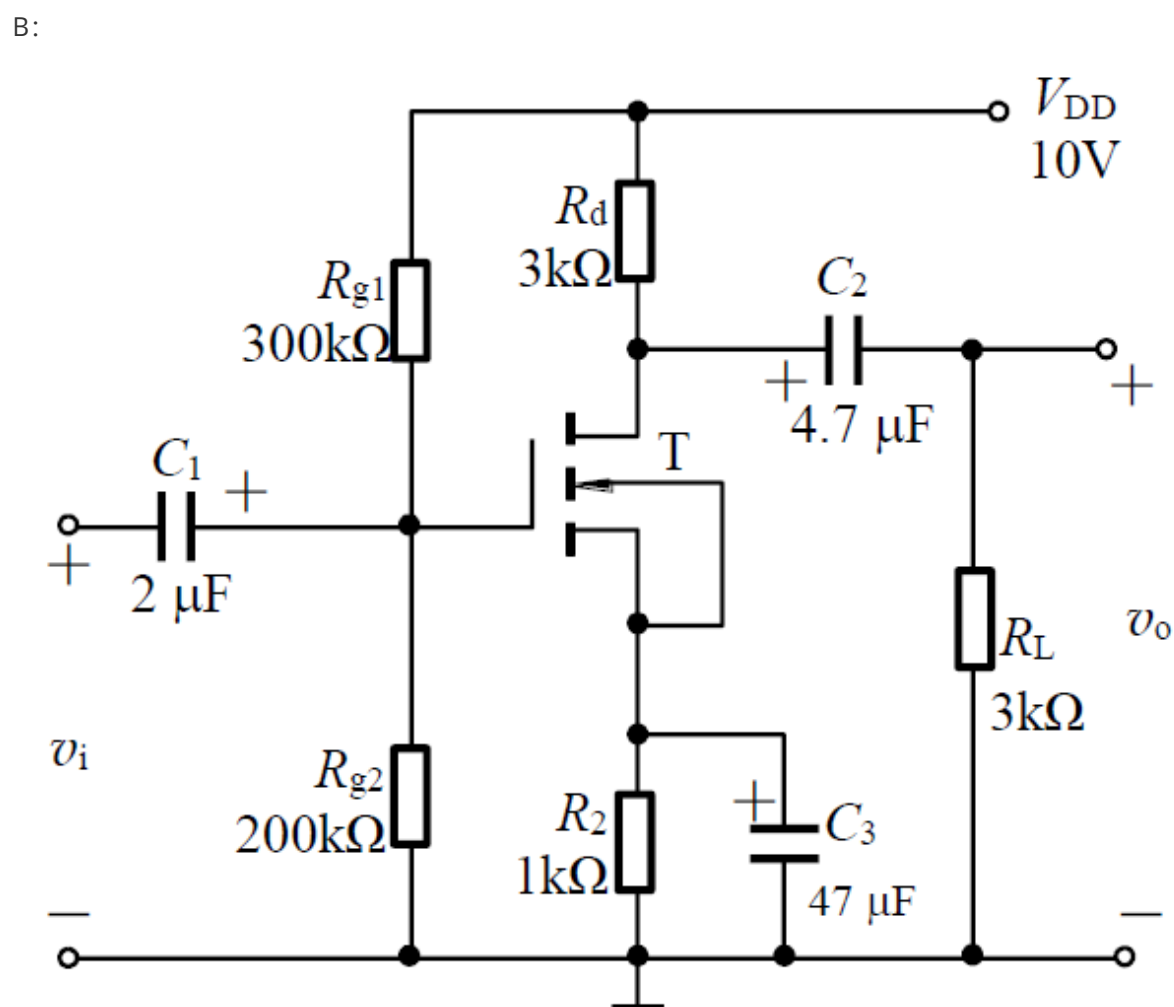 B:
V_DD
10V
R_d
3kΩ
C_2
R_g1
300kΩ
+
+
4.7 μF
C_1
+
T
+
2 μF
v_o
R_L
3kΩ
v_i
R_g2
200kΩ
R_2
1kΩ
+
C_3
47 μF
—
—